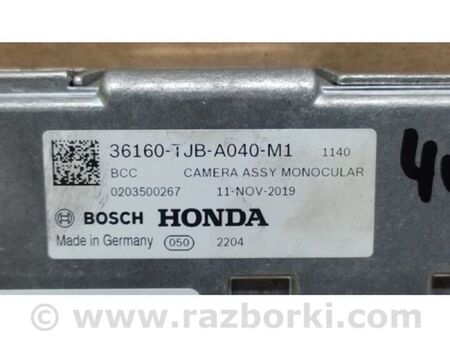 36160-TJB-A040-M1 1140
BCC CAMERA ASSY MONOCULAR
0203500267 11-NOV-2019
BOSCH HONDA
Made in Germany 050 2204
© www.razborki.com